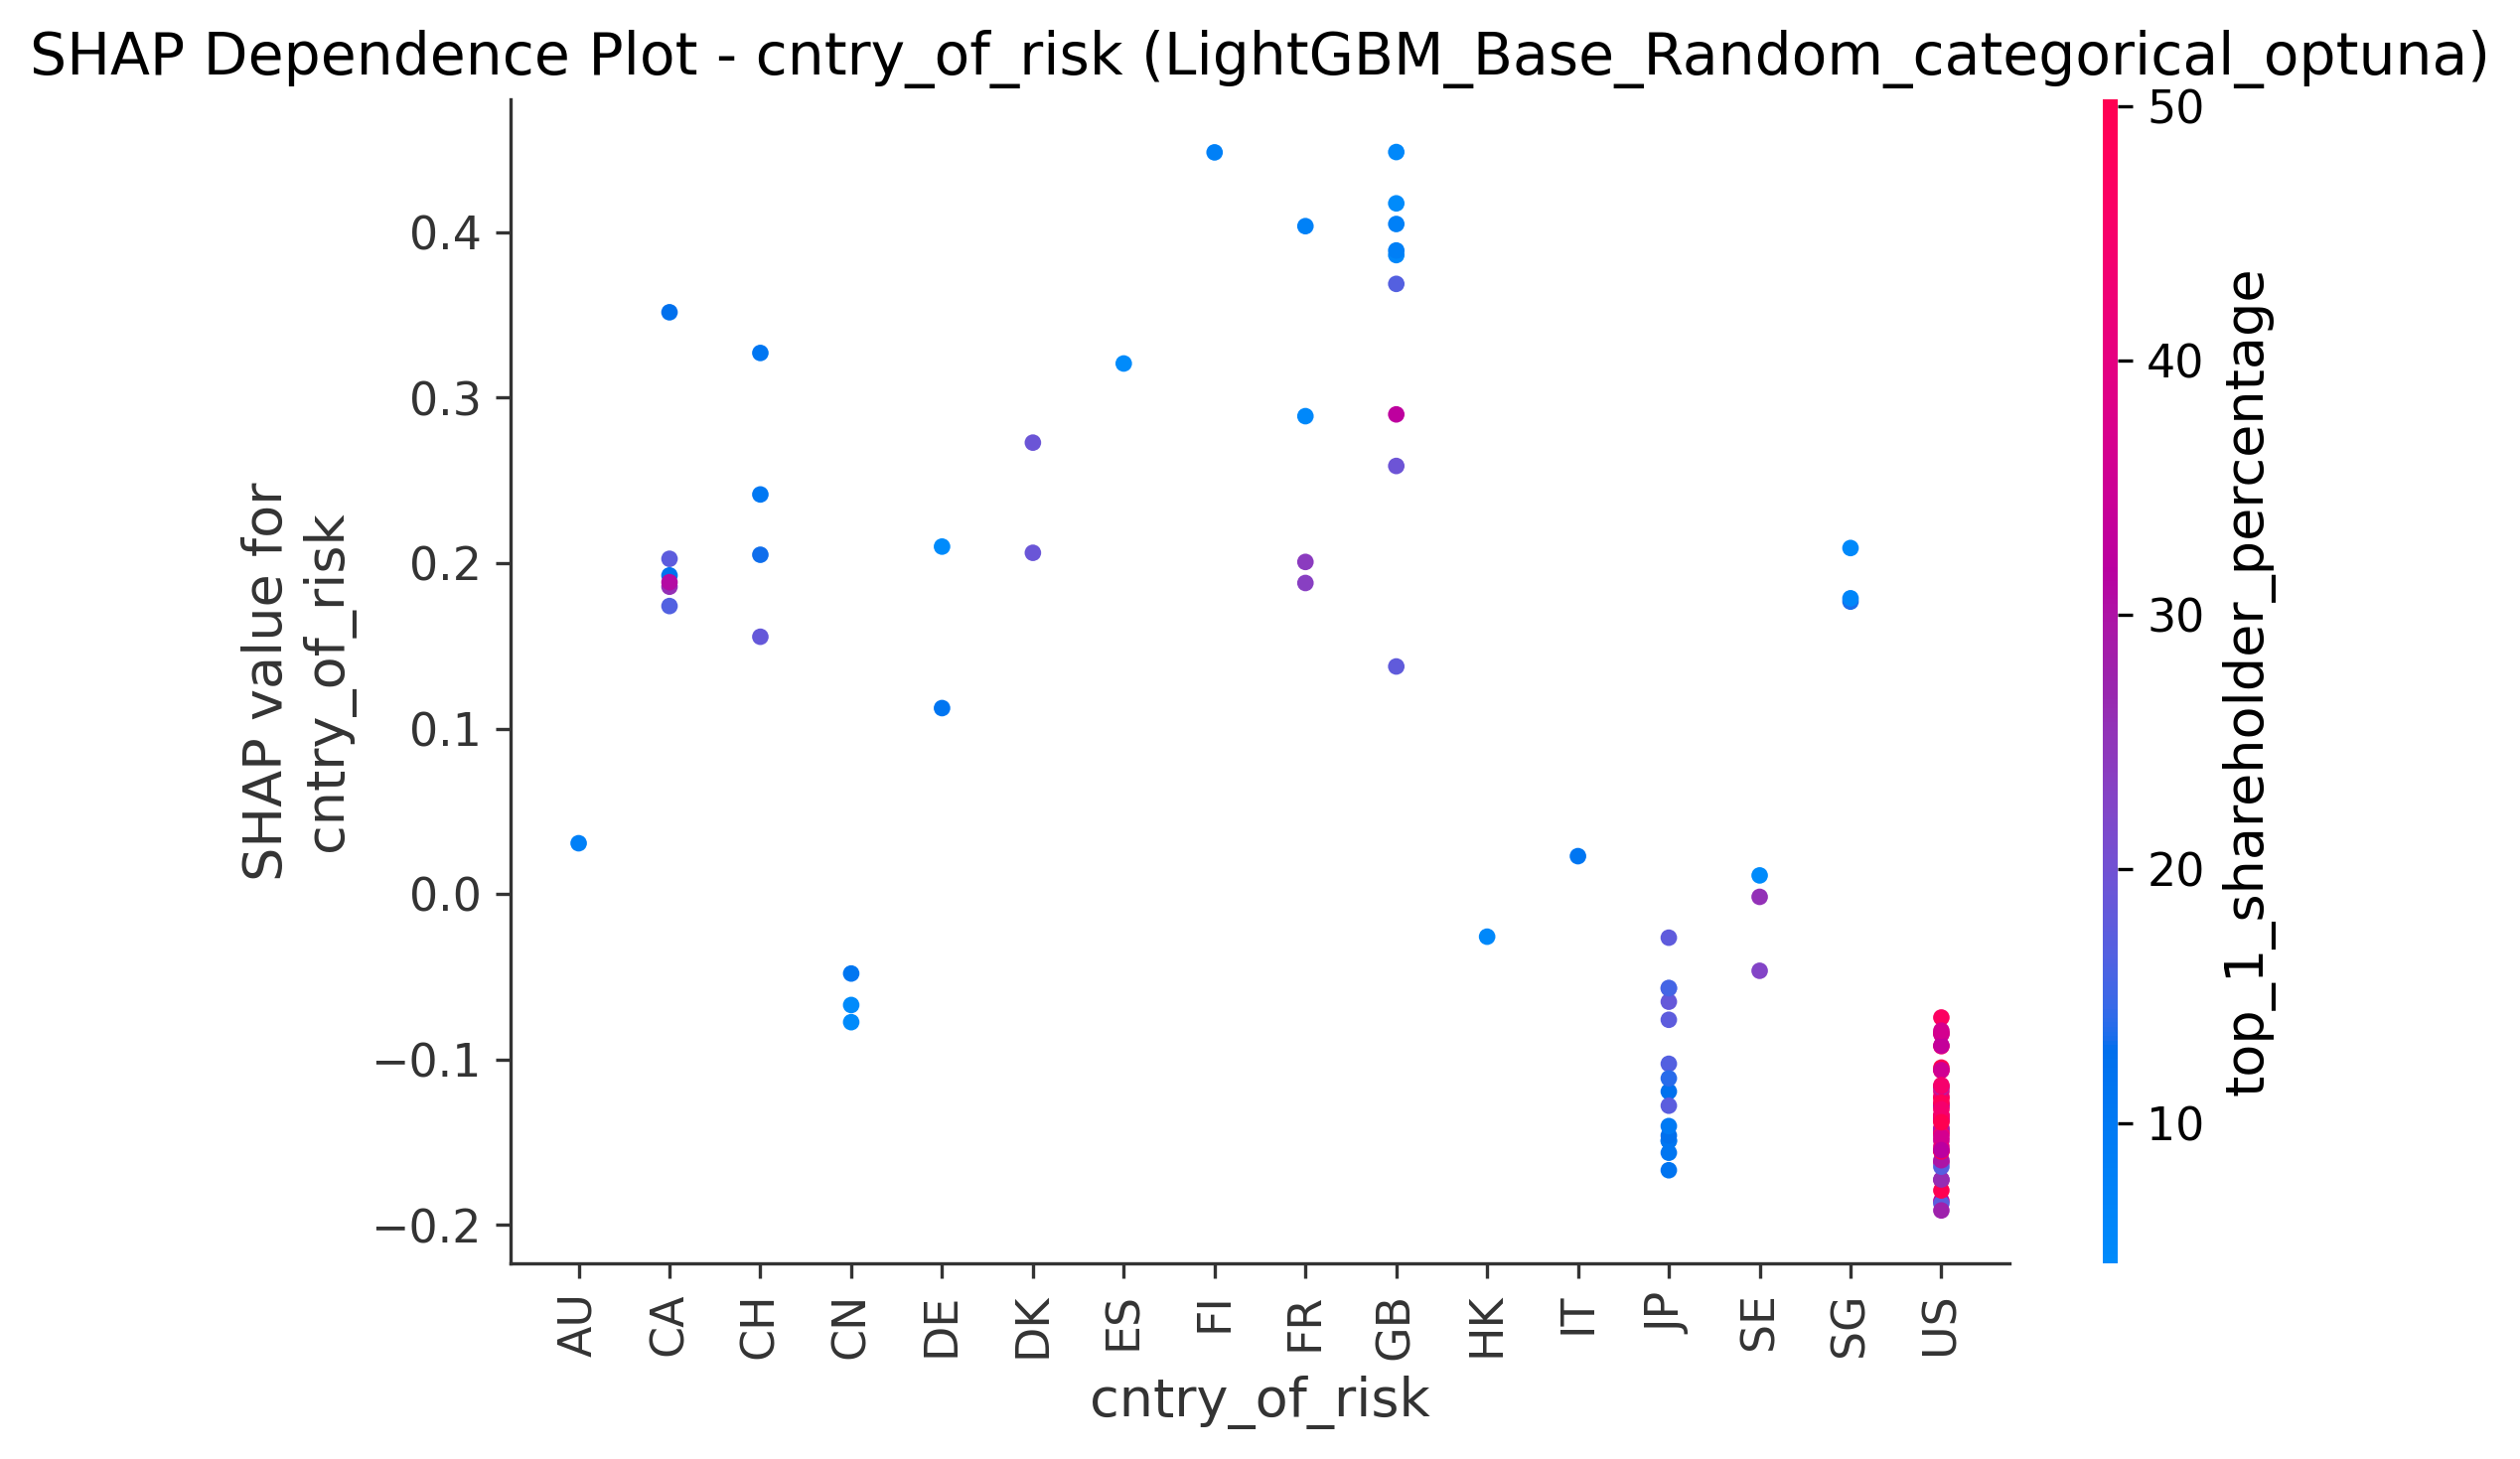 SHAP Dependence Plot - cntry_of_risk (LightGBM_Base_Random_categorical_optuna)
SHAP value for
cntry_of_risk
0.4
0.3
0.2
0.1
0.0
−0.1
−0.2
AU
CA
CH
CN
DE
DK
ES
FI
FR
GB
HK
IT
JP
SE
SG
US
cntry_of_risk
50
40
30
20
10
top_1_shareholder_percentage